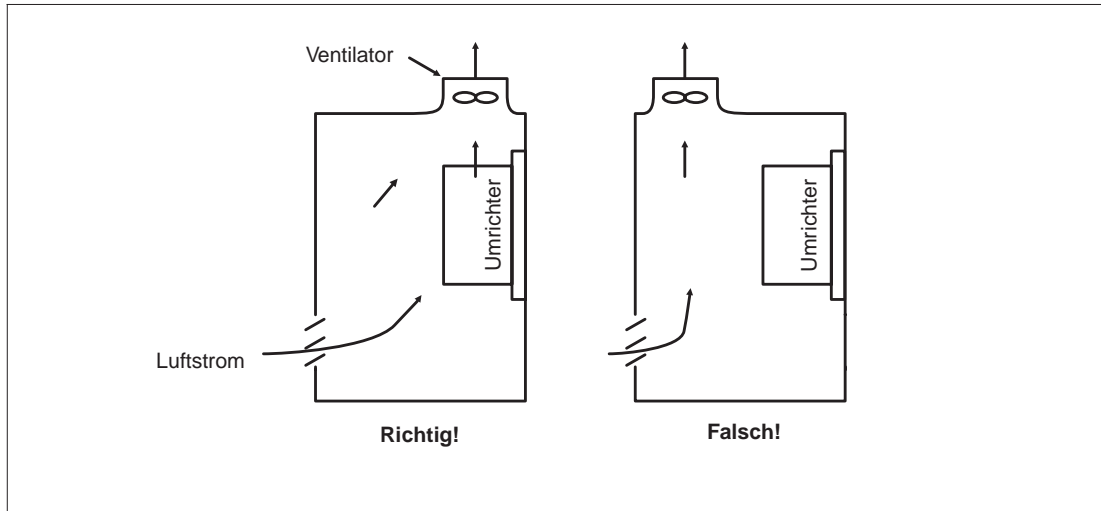 Ventilator
Umrichter
Umrichter
Luftstrom
Richtig!
Falsch!